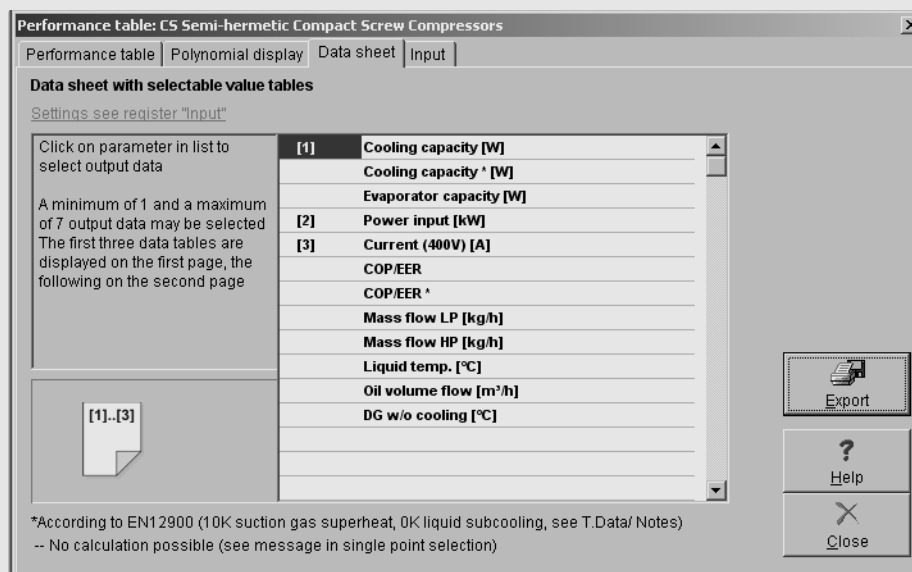 Performance table: CS Semi-hermetic Compact Screw Compressors
Performance table Polynomial display Data sheet Input
Data sheet with selectable value tables
Settings see register "Input"
Click on parameter in list to
select output data
A minimum of 1 and a maximum
of 7 output data may be selected
The first three data tables are
displayed on the first page, the
following on the second page
[1] Cooling capacity [W]
Cooling capacity * [W]
Evaporator capacity [W]
[2] Power input [kW]
[3] Current (400V) [A]
COP/EER
COP/EER *
Mass flow LP [kg/h]
Mass flow HP [kg/h]
Liquid temp. [°C]
Oil volume flow [m³/h]
DG w/o cooling [°C]
[1]..[3]
Export
Help
Close
*According to EN12900 (10K suction gas superheat, 0K liquid subcooling, see T.Data/ Notes)
-- No calculation possible (see message in single point selection)